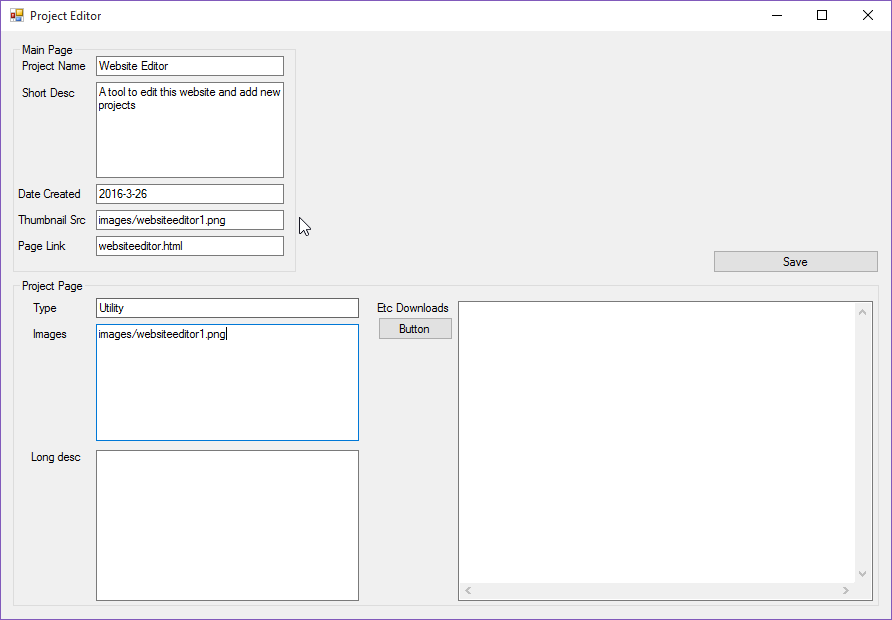 Project Editor
Main Page
Project Name
Website Editor
Short Desc
A tool to edit this website and add new
projects
Date Created
2016-3-26
Thumbnail Src
images/websiteeditor1.png
Page Link
websiteeditor.html
Save
Project Page
Type
Utility
Etc Downloads
Images
images/websiteeditor1.png
Button
Long desc